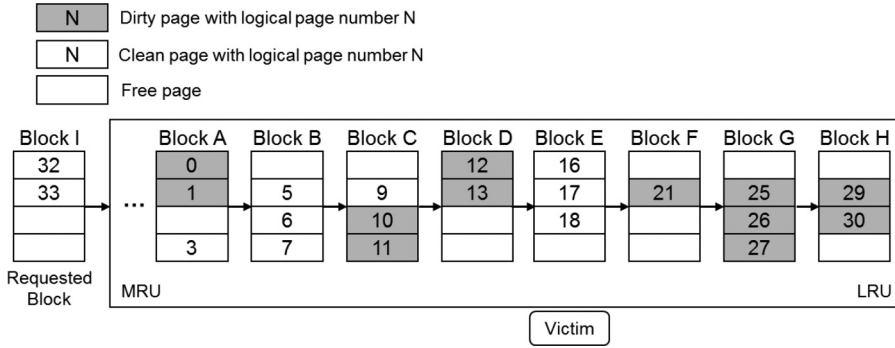 N Dirty page with logical page number N
N Clean page with logical page number N
Free page
Block I Block A Block B Block C Block D Block E Block F Block G Block H
32 0 12 16
33 1 5 9 13 17 21 25 29
... 6 10 18 26 30
3 7 11 27
Requested
Block
MRU LRU
Victim